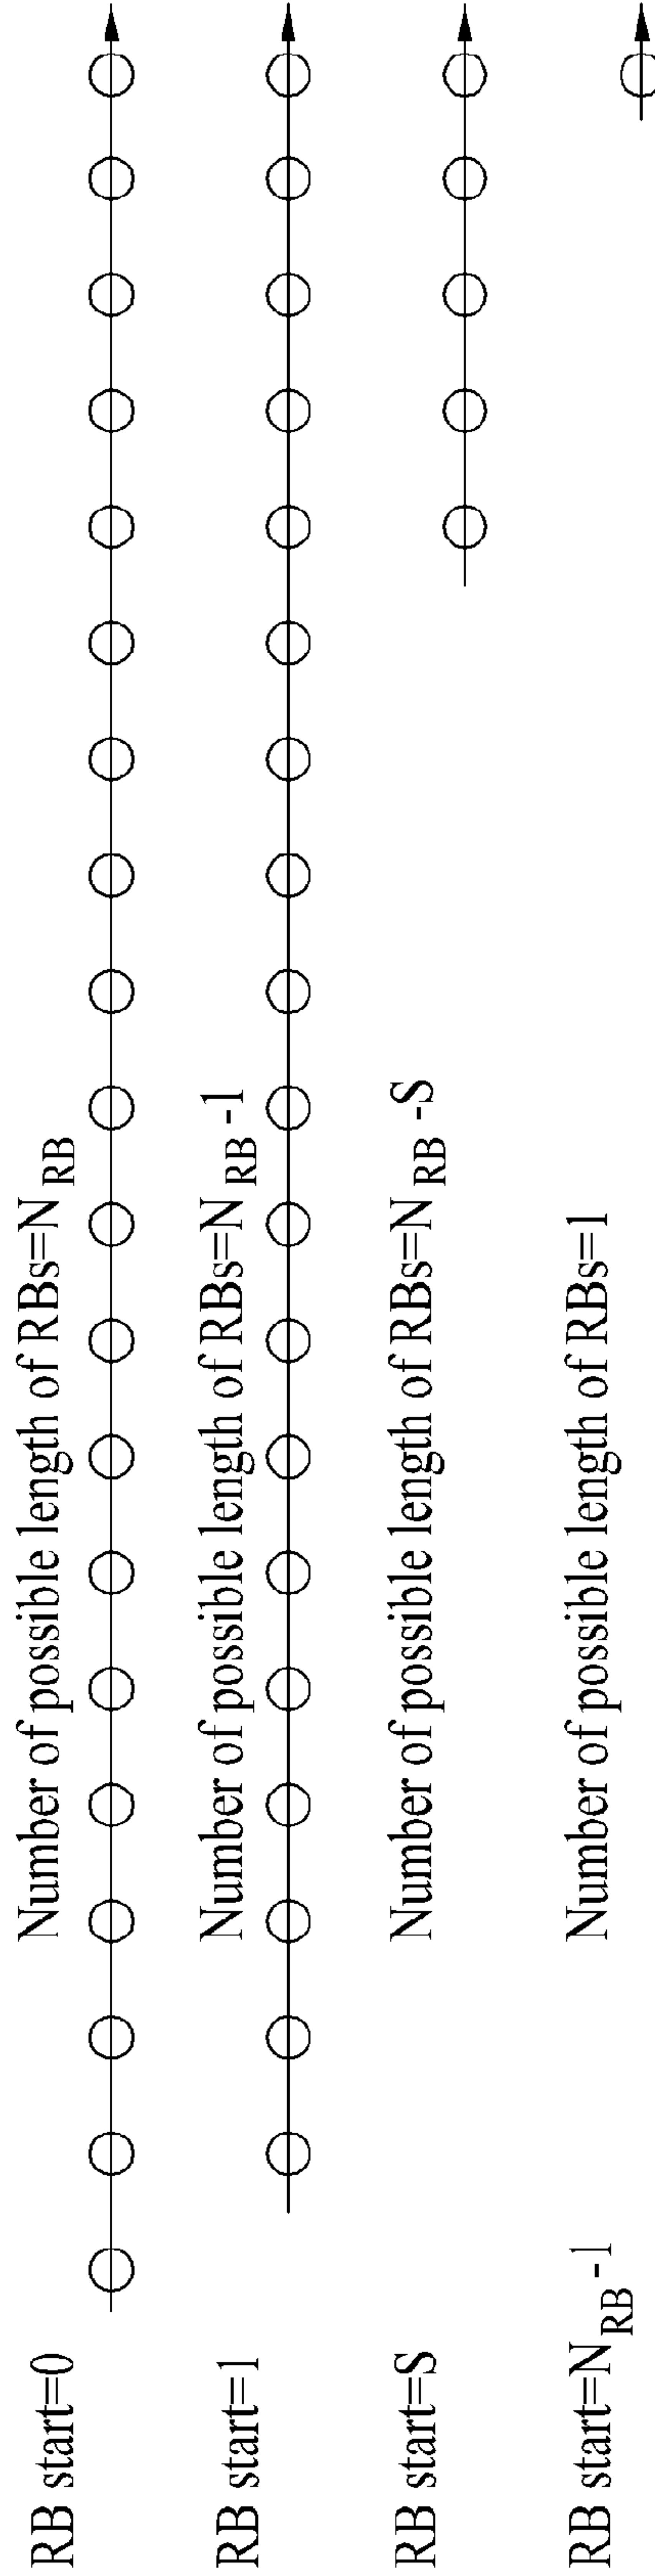 RB start=0
Number of possible length of RBs=N_RB
RB start=1
Number of possible length of RBs=N_RB -1
RB start=S
Number of possible length of RBs=N_RB -S
RB start=N_RB -1
Number of possible length of RBs=1